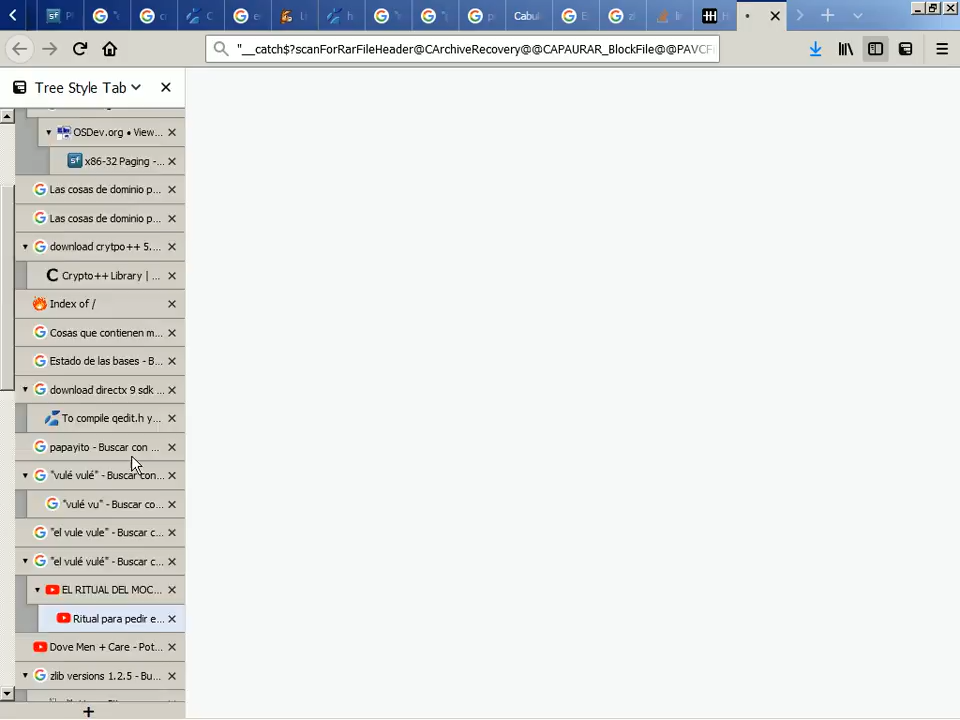 Cabu
"__catch$?scanForRarFileHeader@CArchiveRecovery@@CAPAURAR_BlockFile@@PAVCF
Tree Style Tab
OSDev.org • View...
x86-32 Paging -...
Las cosas de dominio p...
Las cosas de dominio p...
download crytpo++ 5....
Crypto++ Library | ...
Index of /
Cosas que contienen m...
Estado de las bases - B...
download directx 9 sdk ...
To compile qedit.h y...
papayito - Buscar con ...
"vulé vulé" - Buscar con...
"vulé vu" - Buscar co...
"el vule vule" - Buscar c...
"el vulé vulé" - Buscar c...
EL RITUAL DEL MOC...
Ritual para pedir e...
Dove Men + Care - Pot...
zlib versions 1.2.5 - Bu...